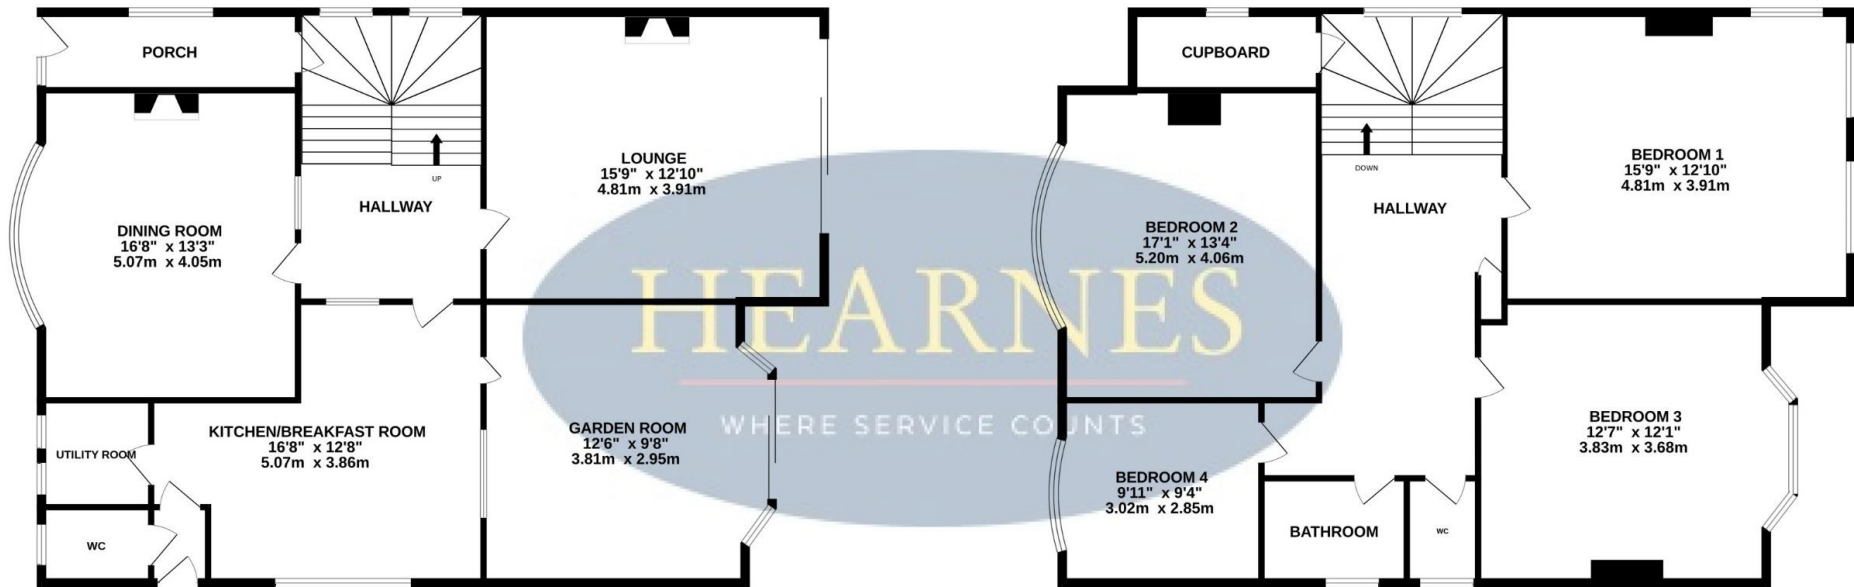 PORCH
DINING ROOM
16'8" x 13'3"
5.07m x 4.05m
UP
HALLWAY
LOUNGE
15'9" x 12'10"
4.81m x 3.91m
UTILITY ROOM
KITCHEN/BREAKFAST ROOM
16'8" x 12'8"
5.07m x 3.86m
WC
GARDEN ROOM
12'6" x 9'8"
3.81m x 2.95m
HEARNES
WHERE SERVICE COUNTS
CUPBOARD
BEDROOM 2
17'1" x 13'4"
5.20m x 4.06m
DOWN
HALLWAY
BEDROOM 1
15'9" x 12'10"
4.81m x 3.91m
BEDROOM 3
12'7" x 12'1"
3.83m x 3.68m
BEDROOM 4
9'11" x 9'4"
3.02m x 2.85m
BATHROOM
WC